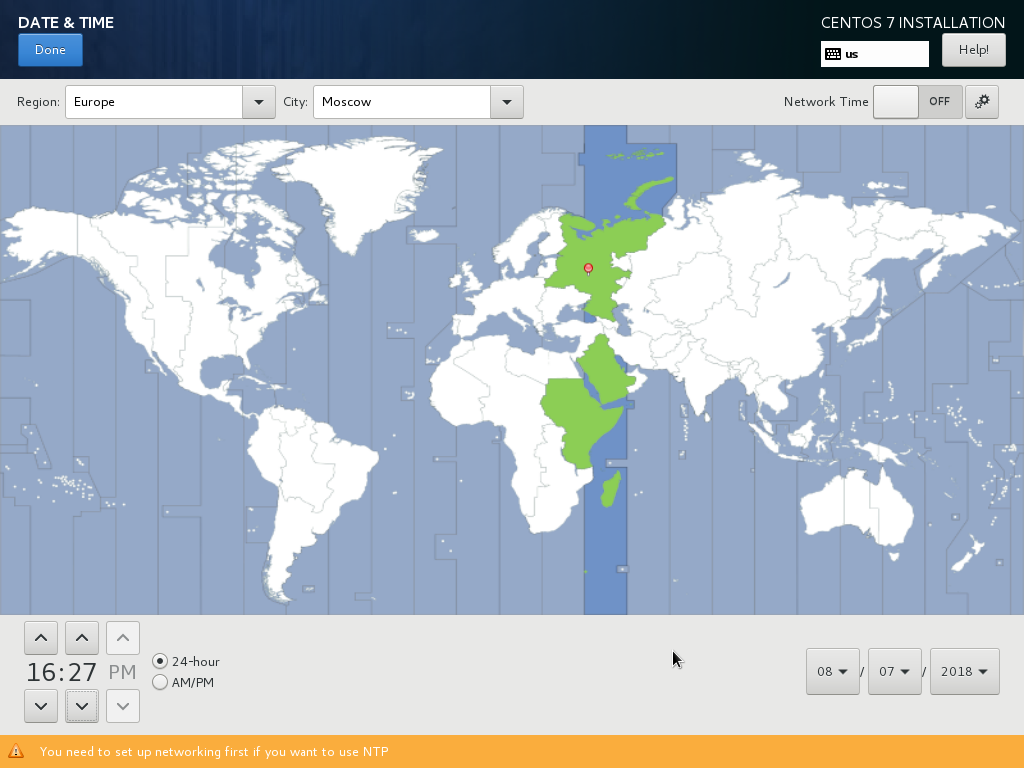 DATE & TIME
CENTOS 7 INSTALLATION
Done
us
Help!
Region:
Europe
City:
Moscow
Network Time
OFF
16:27
PM
24-hour
AM/PM
08 / 07 / 2018
You need to set up networking first if you want to use NTP